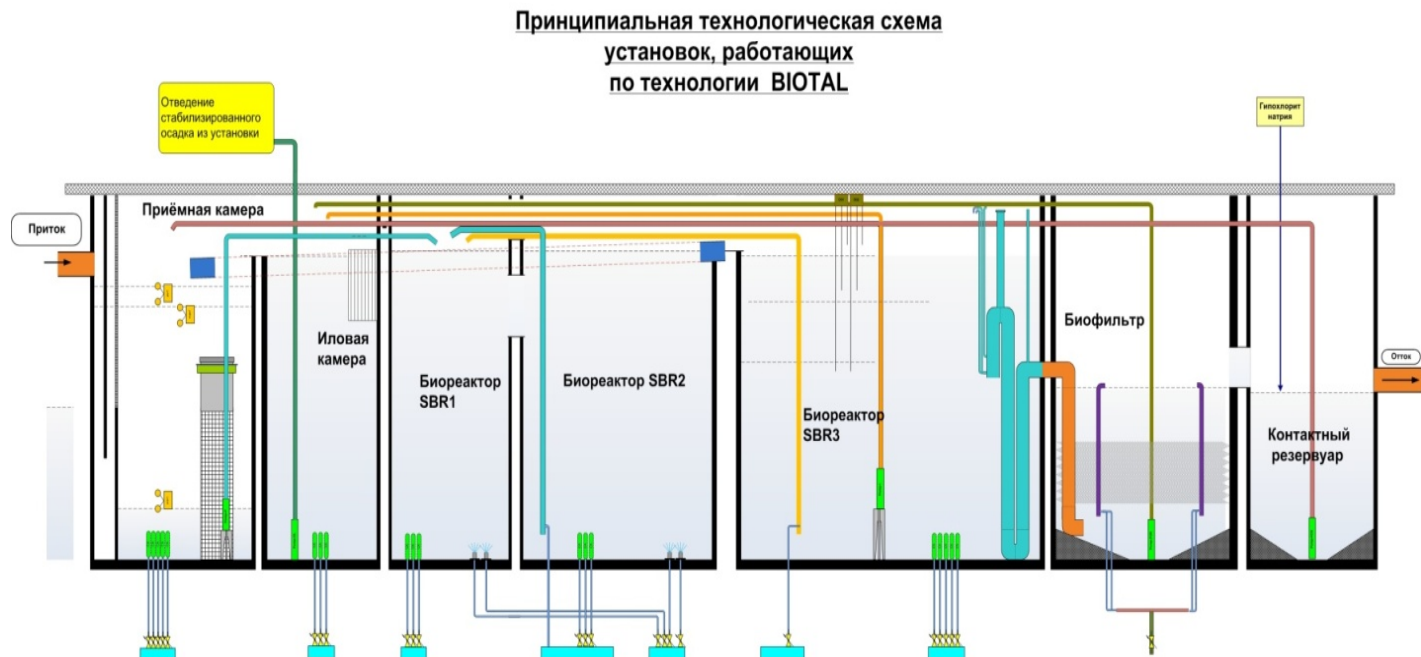 Принципиальная технологическая схема
установок, работающих
по технологии BIOTAL
Отведение
стабилизированного
осадка из установки
Гипохлорит
натрия
Приток
Приёмная камера
Иловая
камера
Биореактор
SBR1
Биореактор SBR2
Биореактор
SBR3
Биофильтр
Отток
Контактный
резервуар